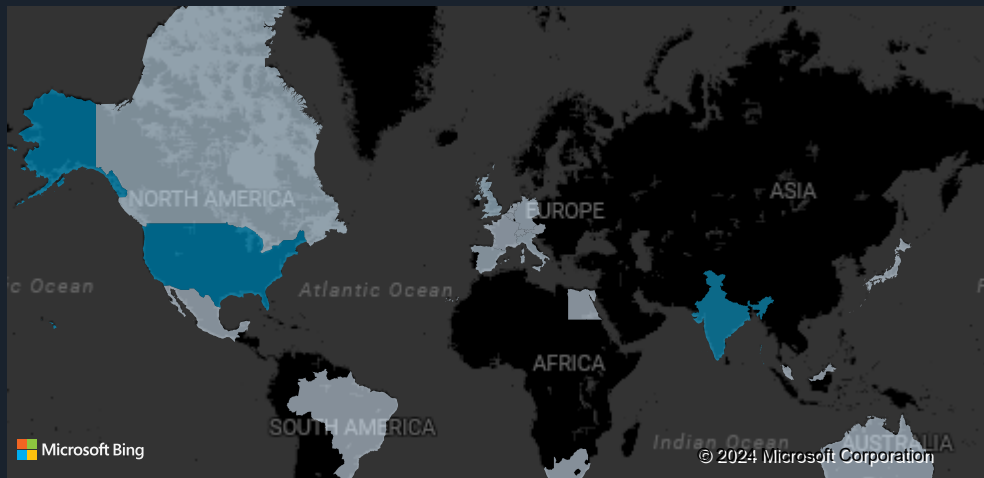 NORTH AMERICA
EUROPE
ASIA
c Ocean
Atlantic Ocean
AFRICA
SOUTH AMERICA
Indian Ocean
AUSTRALIA
Microsoft Bing
© 2024 Microsoft Corporation